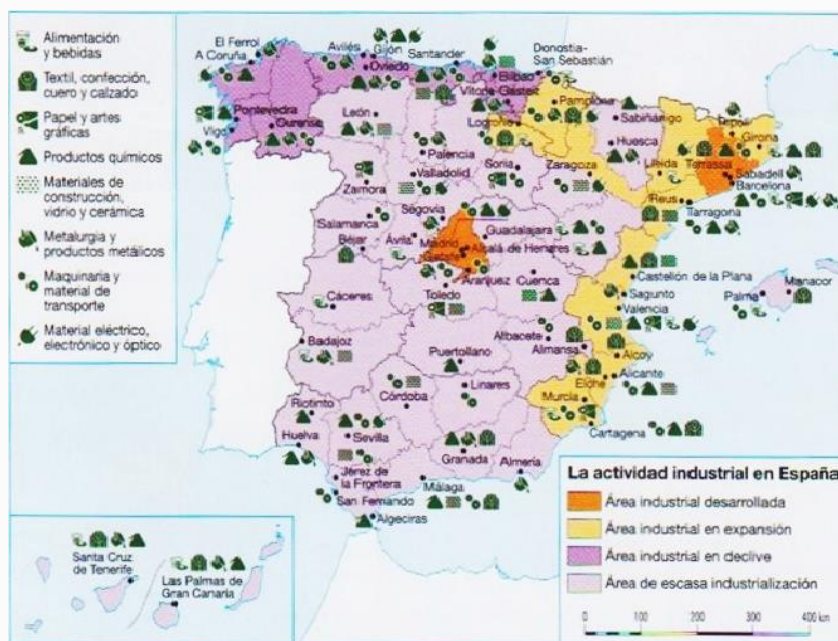 Alimentación
y bebidas
Textil, confección,
cuero y calzado
Papel y artes
gráficas
Productos químicos
Materiales de
construcción,
vidrio y cerámica
Metalurgia y
productos metálicos
Maquinaria y
material de
transporte
Material eléctrico,
electrónico y óptico
El Ferrol
A Coruña
Avilés
Gijón
Oviedo
Santander
Bilbao
Donostia-
San Sebastián
Vitoria-
Gasteiz
Pamplona
Pontevedra
Vigo
Ourense
León
Logroño
Sabiñánigo
Huesca
Ripoll
Girona
Palencia
Valladolid
Zamora
Soria
Zaragoza
Lleida
Terrassa
Sabadell
Barcelona
Reus
Tarragona
Salamanca
Béjar
Segovia
Ávila
Guadalajara
Madrid
Alcalá de Henares
Getafe
Aranjuez
Toledo
Cuenca
Castellón de la Plana
Sagunto
Valencia
Palma
Manacor
Cáceres
Badajoz
Albacete
Almansa
Alcoy
Alicante
Elche
Puertollano
Murcia
Cartagena
Riotinto
Huelva
Córdoba
Linares
Sevilla
Granada
Almería
Jérez de
la Frontera
San Fernando
Málaga
Algeciras
Santa Cruz
de Tenerife
Las Palmas de
Gran Canaria
La actividad industrial en España
Área industrial desarrollada
Área industrial en expansión
Área industrial en declive
Área de escasa industrialización
0 100 200 300 400 km